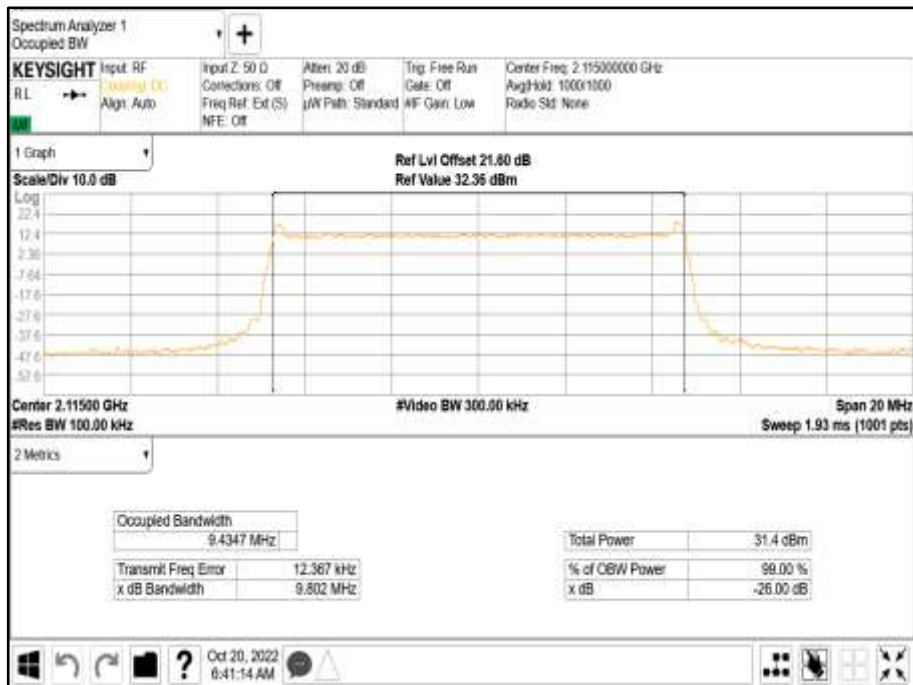 Spectrum Analyzer 1
Occupied BW
+
KEYSIGHT
RL
Input: RF
Coupling: DC
Align: Auto
Input Z: 50 Ω
Corrections: Off
Freq Ref: Ext (S)
NFE: Off
Atten: 20 dB
Preamp: Off
µW Path: Standard
Trig: Free Run
Gate: Off
#IF Gain: Low
Center Freq: 2.115000000 GHz
Avg|Hold: 1000/1000
Radio Std: None
1 Graph
Scale/Div 10.0 dB
Ref Lvl Offset 21.60 dB
Ref Value 32.36 dBm
Log
22.4
12.4
2.36
-7.64
-17.6
-27.6
-37.6
-47.6
-57.6
Center 2.11500 GHz
#Video BW 300.00 kHz
Span 20 MHz
#Res BW 100.00 kHz
Sweep 1.93 ms (1001 pts)
2 Metrics
Occupied Bandwidth
9.4347 MHz
Transmit Freq Error 12.367 kHz
x dB Bandwidth 9.802 MHz
Total Power 31.4 dBm
% of OBW Power 99.00 %
x dB -26.00 dB
?
Oct 20, 2022
6:41:14 AM